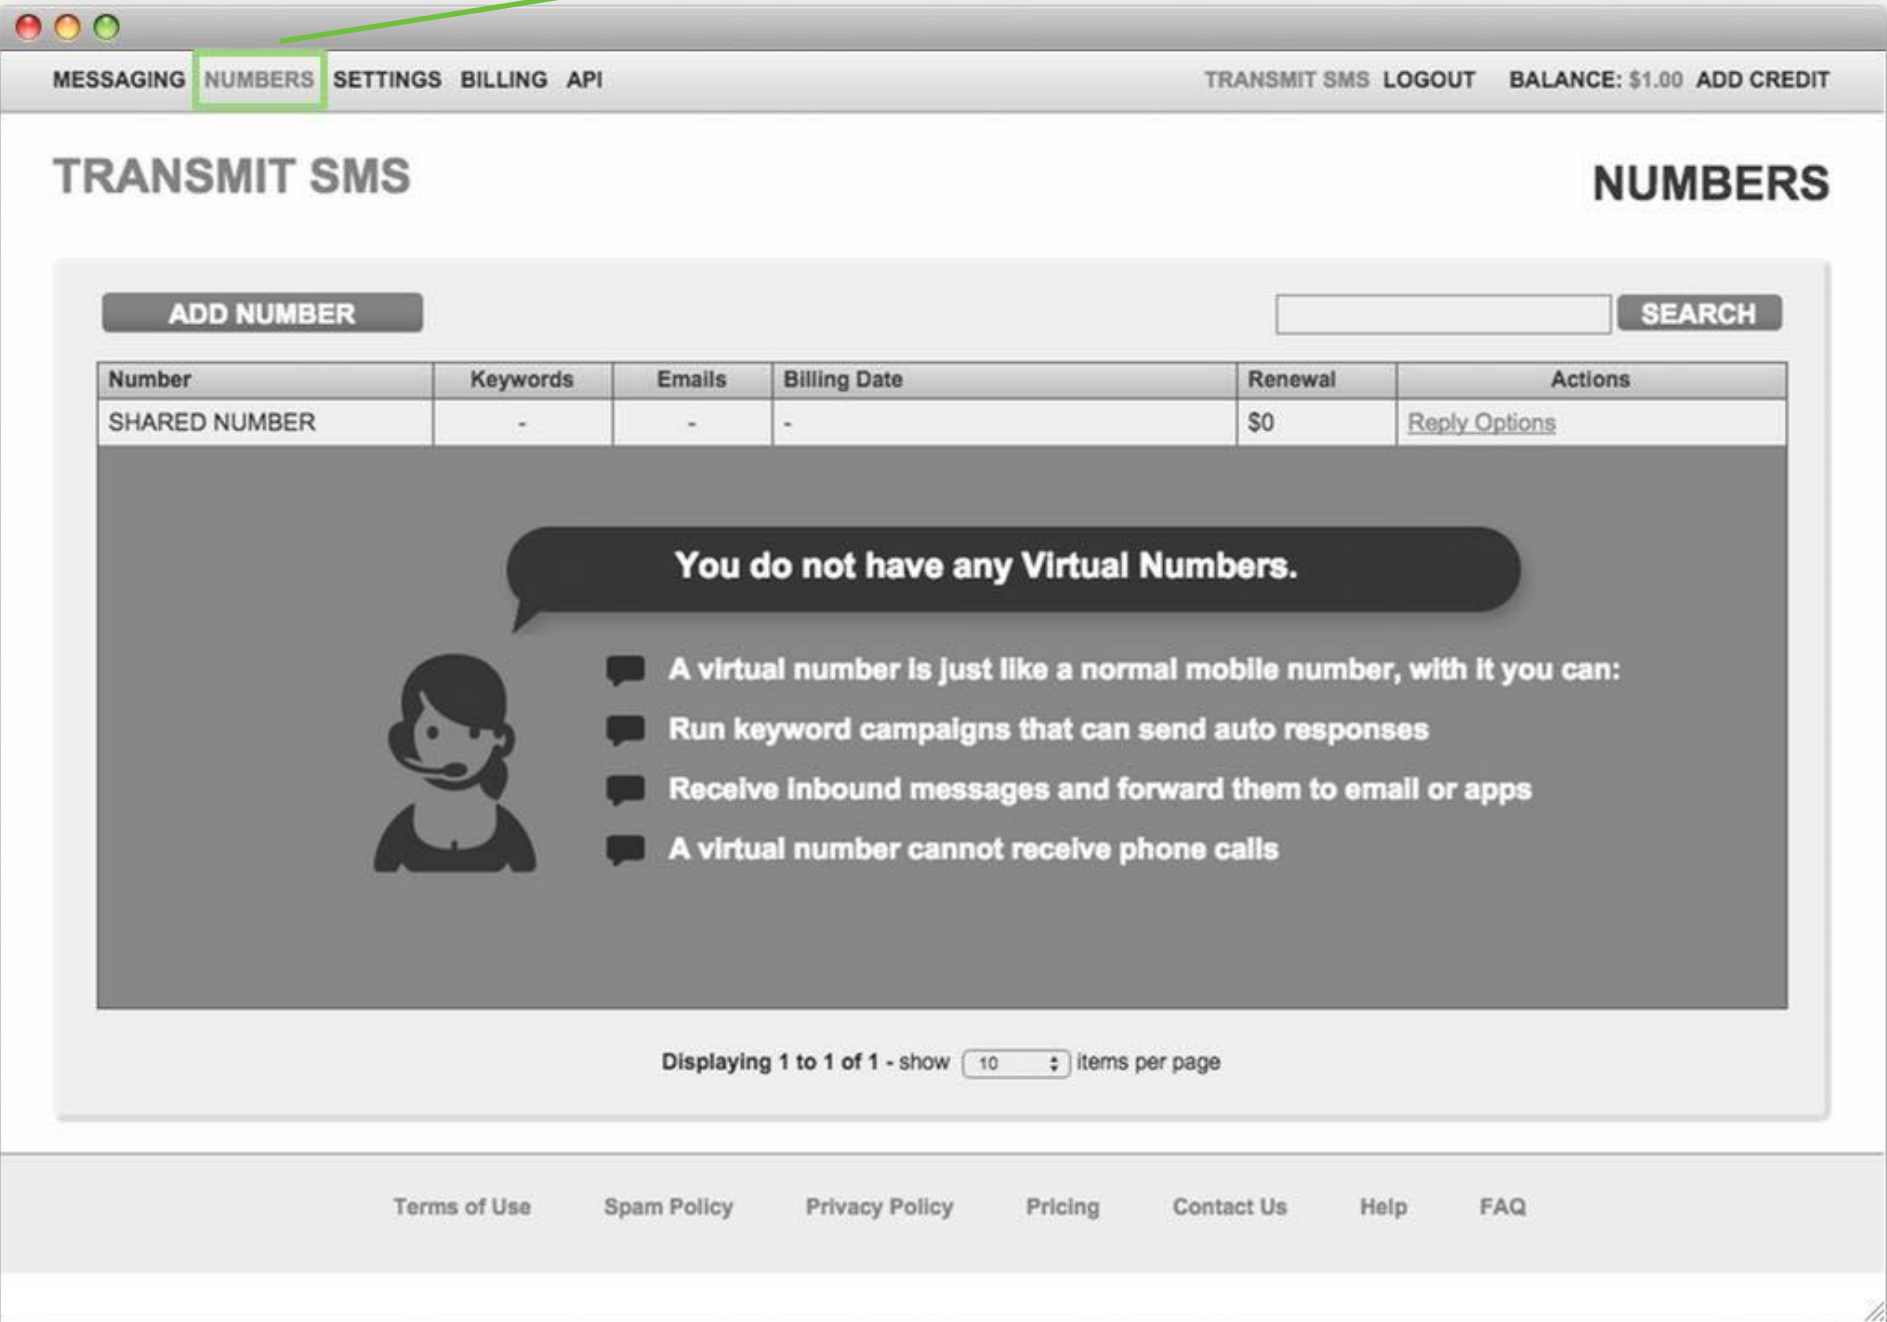 MESSAGING NUMBERS SETTINGS BILLING API TRANSMIT SMS LOGOUT BALANCE: $1.00 ADD CREDIT
TRANSMIT SMS
NUMBERS
ADD NUMBER SEARCH
Number Keywords Emails Billing Date Renewal Actions
SHARED NUMBER - - - $0 Reply Options
You do not have any Virtual Numbers.
A virtual number is just like a normal mobile number, with it you can:
Run keyword campaigns that can send auto responses
Receive inbound messages and forward them to email or apps
A virtual number cannot receive phone calls
Displaying 1 to 1 of 1 - show 10 items per page
Terms of Use Spam Policy Privacy Policy Pricing Contact Us Help FAQ